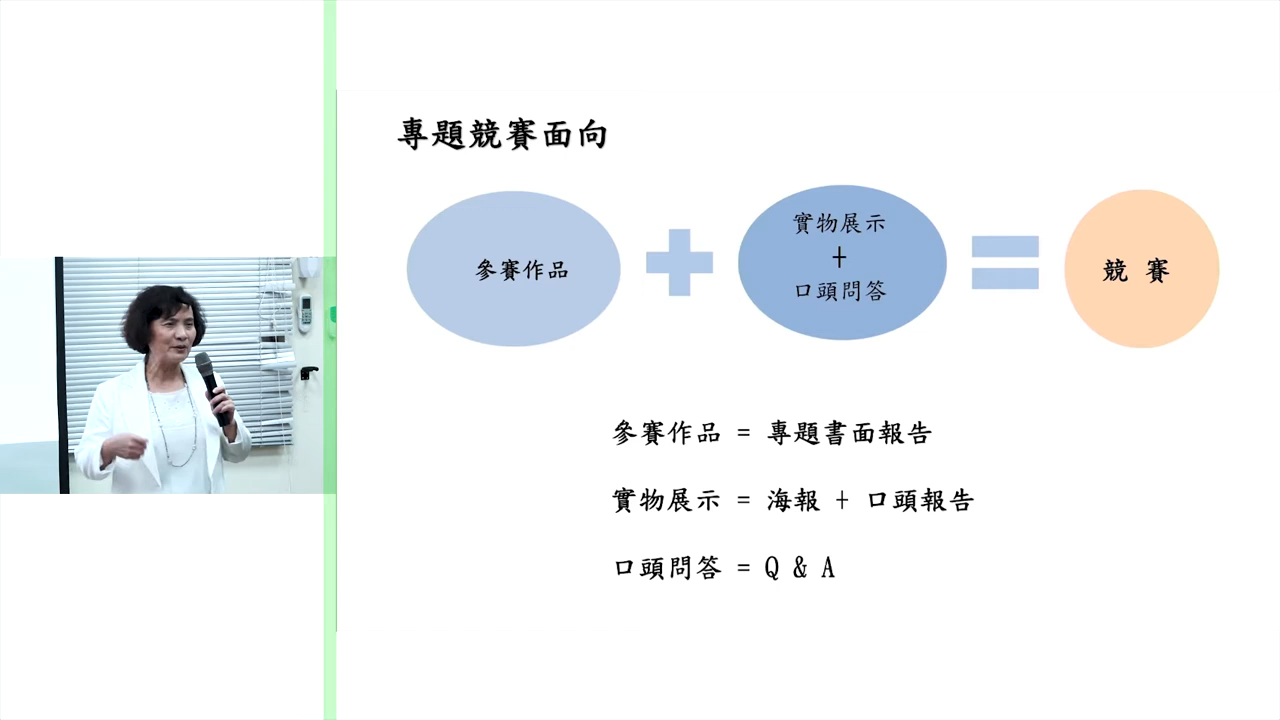 專題競賽面向
參賽作品
實物展示
+
口頭問答
競 賽
參賽作品 = 專題書面報告
實物展示 = 海報 + 口頭報告
口頭問答 = Q & A